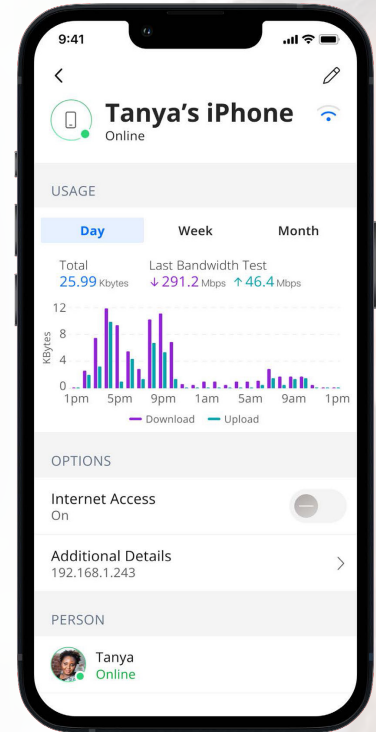 9:41
Tanya's iPhone
Online
USAGE
Day Week Month
Total Last Bandwidth Test
25.99 Kbytes ↓291.2 Mbps ↑46.4 Mbps
12
8
4
0
KBytes
1pm 5pm 9pm 1am 5am 9am 1pm
Download Upload
OPTIONS
Internet Access
On
Additional Details
192.168.1.243
PERSON
Tanya
Online